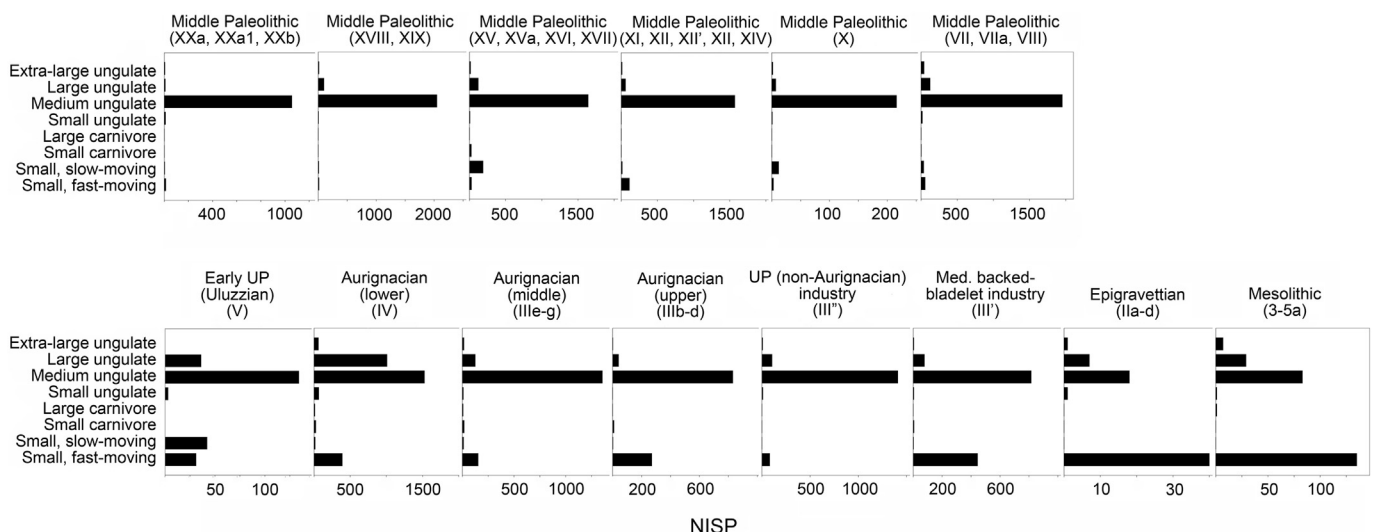 Middle Paleolithic Middle Paleolithic Middle Paleolithic Middle Paleolithic Middle Paleolithic Middle Paleolithic
(XXa, XXa1, XXb) (XVIII, XIX) (XV, XVa, XVI, XVII) (XI, XII, XII', XII, XIV) (X) (VII, VIIa, VIII)
Extra-large ungulate
Large ungulate
Medium ungulate
Small ungulate
Large carnivore
Small carnivore
Small, slow-moving
Small, fast-moving
400 1000 1000 2000 500 1500 500 1500 100 200 500 1500
Early UP Aurignacian Aurignacian Aurignacian UP (non-Aurignacian) Med. backed-
(Uluzzian) (lower) (middle) (upper) industry bladelet industry Epigravettian Mesolithic
(V) (IV) (IIIe-g) (IIIb-d) (III") (III') (IIa-d) (3-5a)
Extra-large ungulate
Large ungulate
Medium ungulate
Small ungulate
Large carnivore
Small carnivore
Small, slow-moving
Small, fast-moving
50 100 500 1500 500 1000 200 600 500 1000 200 600 10 30 50 100
NISP